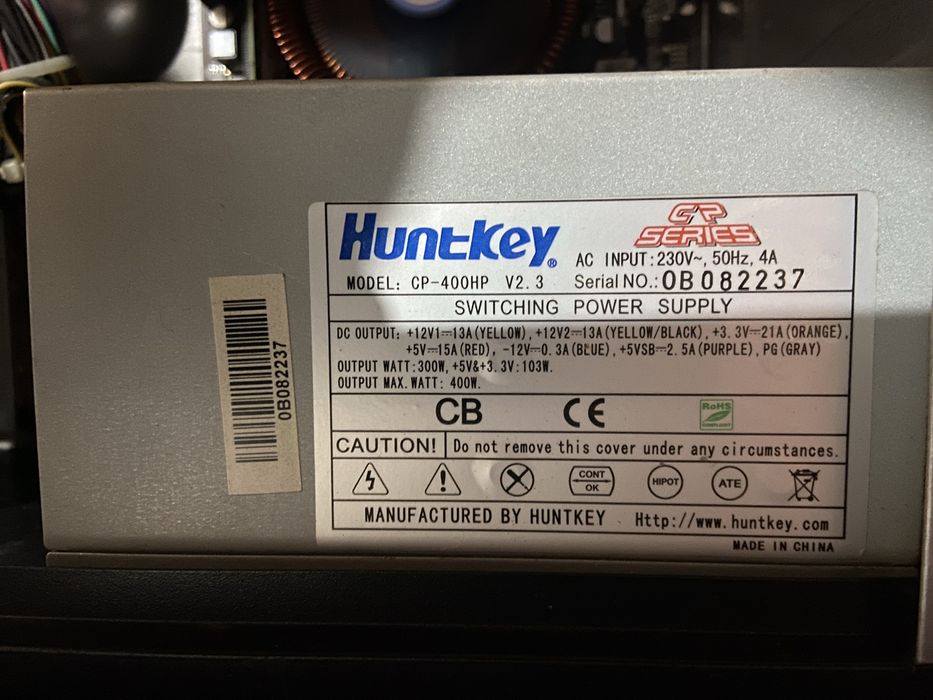 Huntkey®
CP
SERIES
AC INPUT:230V~, 50Hz, 4A
MODEL: CP-400HP V2.3
Serial NO.:0B082237
SWITCHING POWER SUPPLY
DC OUTPUT: +12V1⎓13A(YELLOW), +12V2⎓13A(YELLOW/BLACK), +3.3V⎓21A(ORANGE),
+5V⎓15A(RED), -12V⎓0.3A(BLUE), +5VSB⎓2.5A(PURPLE), PG(GRAY)
OUTPUT WATT:300W, +5V&+3.3V:103W.
OUTPUT MAX.WATT: 400W.
CB
CE
RoHS
COMPLIANT
CAUTION! Do not remove this cover under any circumstances.
CONT
OK
HIPOT
ATE
MANUFACTURED BY HUNTKEY Http://www.huntkey.com
MADE IN CHINA
0B082237